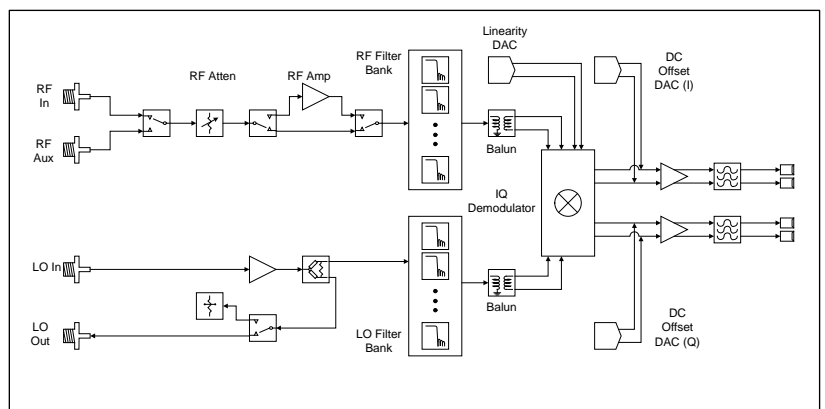 RF
In
RF
Aux
RF Atten
RF Amp
RF Filter
Bank
Linearity
DAC
DC
Offset
DAC (I)
Balun
IQ
Demodulator
LO In
LO
Out
LO Filter
Bank
Balun
DC
Offset
DAC (Q)